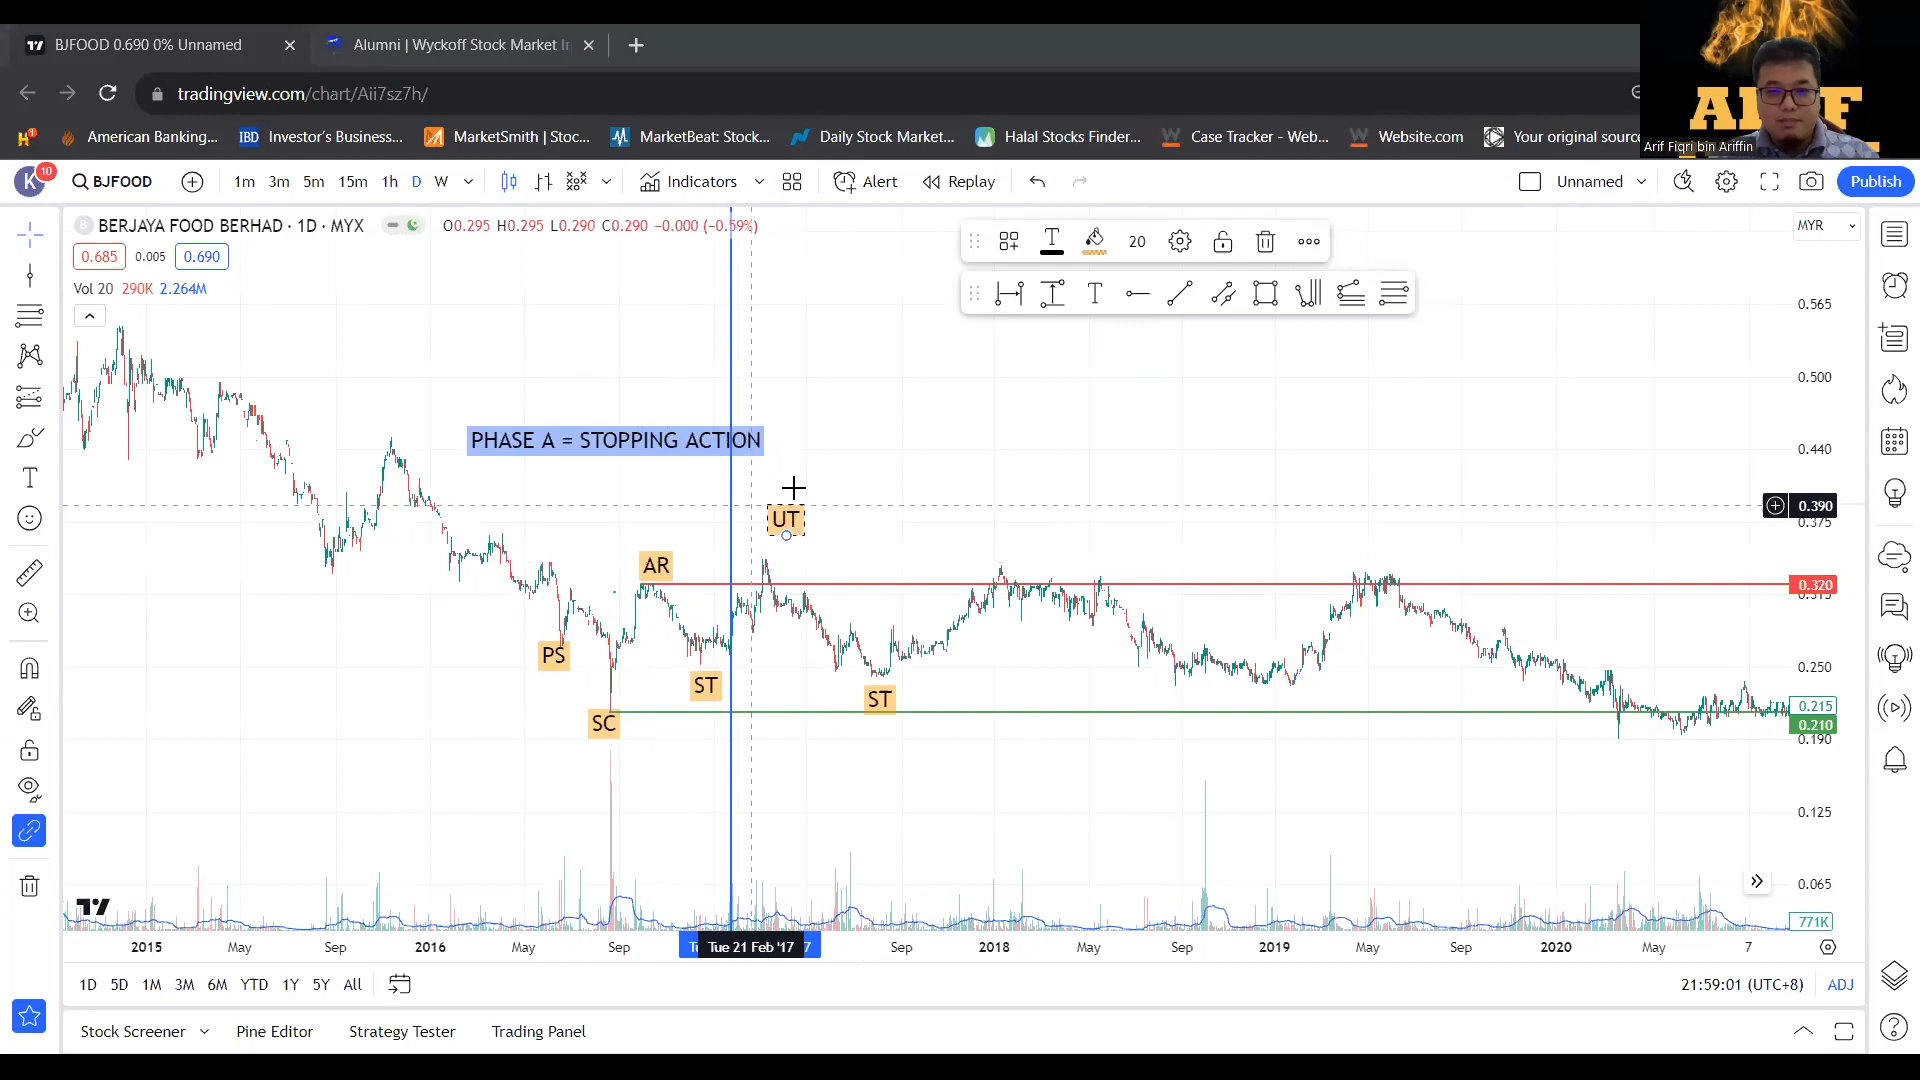 BJFOOD 0.690 0% Unnamed
Alumni | Wyckoff Stock Market I
tradingview.com/chart/Aii7sz7h/
American Banking...
IBD Investor's Business...
MarketSmith | Stoc...
MarketBeat: Stock...
Daily Stock Market...
Halal Stocks Finder...
Case Tracker - Web...
Website.com
Your original source
Arif Fiqri bin Ariffin
K 10
BJFOOD
1m 3m 5m 15m 1h D W
Indicators
Alert
Replay
Unnamed
Publish
BERJAYA FOOD BERHAD · 1D · MYX
O0.295 H0.295 L0.290 C0.290 −0.000 (−0.59%)
MYR
20
0.685 0.005 0.690
Vol 20 290K 2.264M
0.565
0.500
PHASE A = STOPPING ACTION
0.440
0.390
0.375
UT
AR
0.320
0.315
PS
0.250
ST
ST
SC
0.215
0.210
0.190
0.125
0.065
771K
2015 May Sep 2016 May Sep Tue 21 Feb '17 7 Sep 2018 May Sep 2019 May Sep 2020 May 7
1D 5D 1M 3M 6M YTD 1Y 5Y All
21:59:01 (UTC+8) ADJ
Stock Screener Pine Editor Strategy Tester Trading Panel